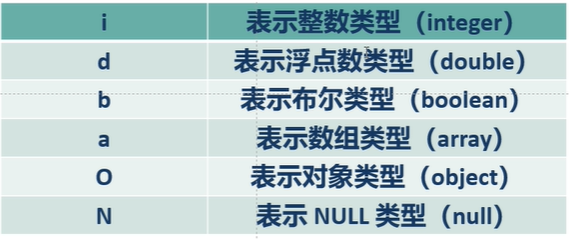 i 表示整数类型（integer）
d 表示浮点数类型（double）
b 表示布尔类型（boolean）
a 表示数组类型（array）
O 表示对象类型（object）
N 表示 NULL 类型（null）